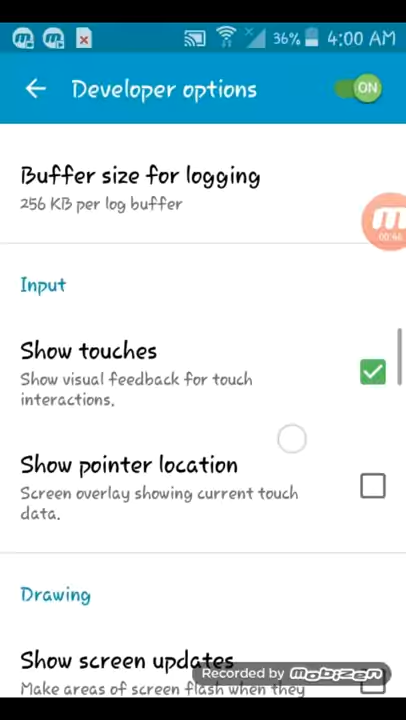 36% 4:00 AM
Developer options ON
Buffer size for logging
256 KB per log buffer
00:46
Input
Show touches
Show visual feedback for touch
interactions.
Show pointer location
Screen overlay showing current touch
data.
Drawing
Show screen updates
Recorded by mobizen
Make areas of screen flash when they